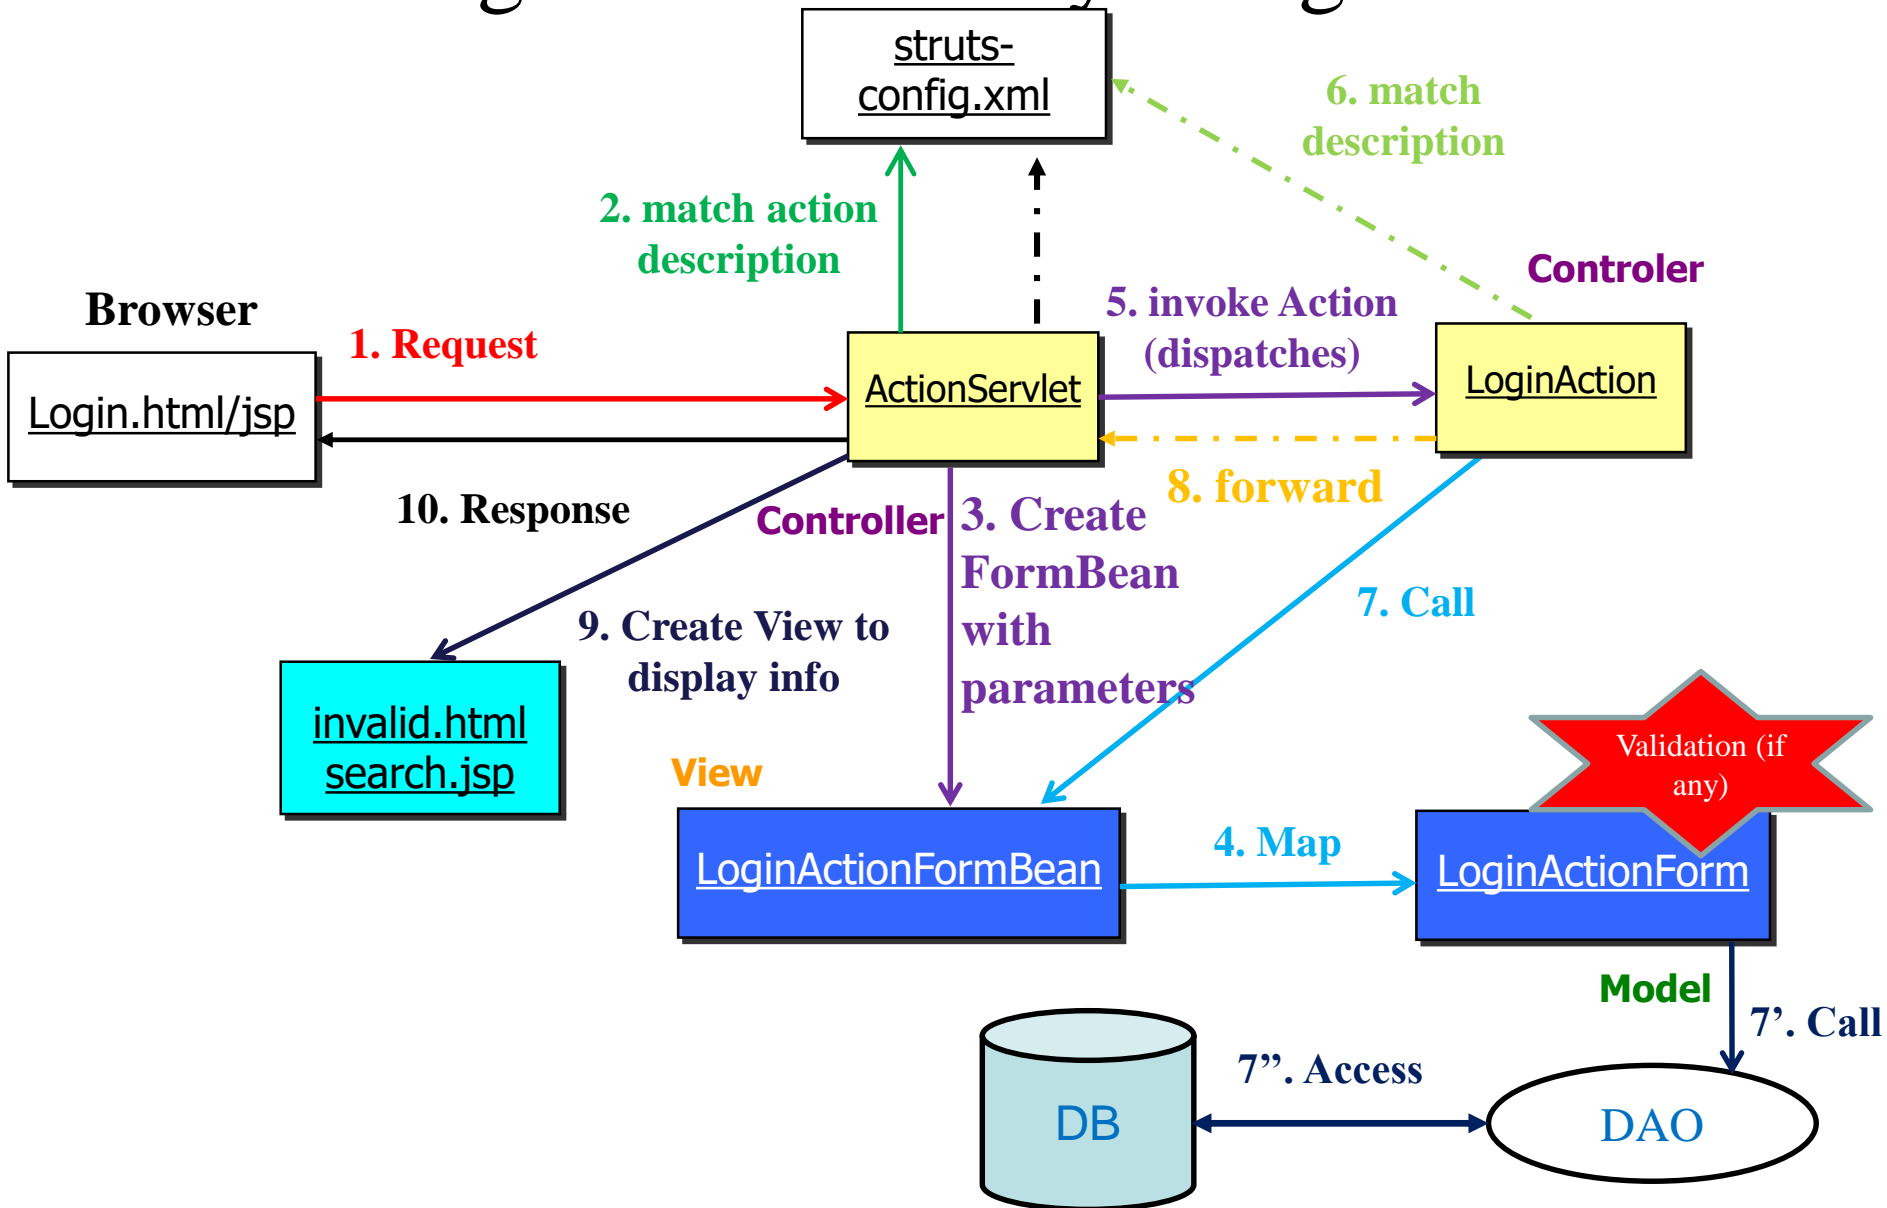 struts-
config.xml
6. match
description
2. match action
description
Controler
Browser
1. Request
5. invoke Action
(dispatches)
Login.html/jsp
ActionServlet
LoginAction
10. Response
Controller
8. forward
3. Create
FormBean
with
parameters
7. Call
9. Create View to
display info
invalid.html
search.jsp
View
Validation (if
any)
LoginActionFormBean
4. Map
LoginActionForm
Model
7’. Call
7”. Access
DB
DAO